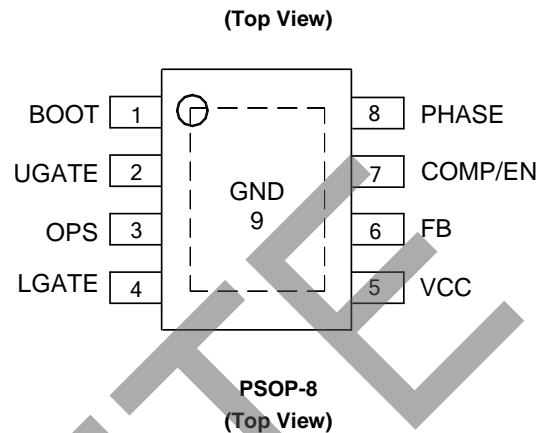 (Top View)
BOOT 1 8 PHASE
UGATE 2 7 COMP/EN
GND
9
OPS 3 6 FB
LGATE 4 5 VCC
PSOP-8
(Top View)